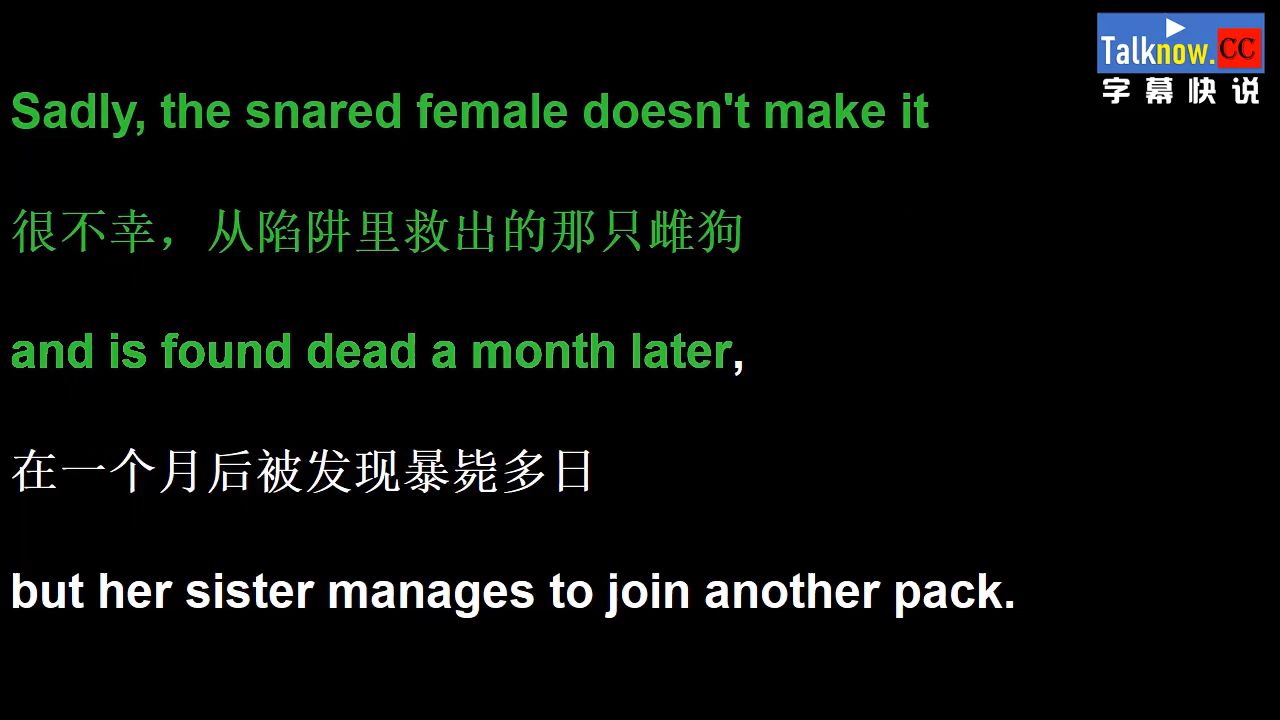 Talknow.CC
字幕快说
Sadly, the snared female doesn't make it
很不幸，从陷阱里救出的那只雌狗
and is found dead a month later,
在一个月后被发现暴毙多日
but her sister manages to join another pack.